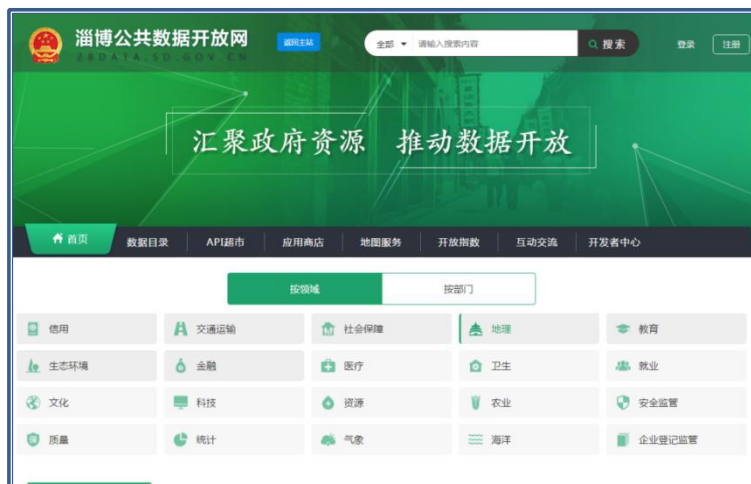 淄博公共数据开放网
ZBDATA.SD.GOV.CN
返回主站
全部 请输入搜索内容 搜索
登录 注册
汇聚政府资源 推动数据开放
首页 数据目录 API超市 应用商店 地图服务 开放指数 互动交流 开发者中心
按领域 按部门
信用 交通运输 社会保障 地理 教育
生态环境 金融 医疗 卫生 就业
文化 科技 资源 农业 安全监管
质量 统计 气象 海洋 企业登记监管